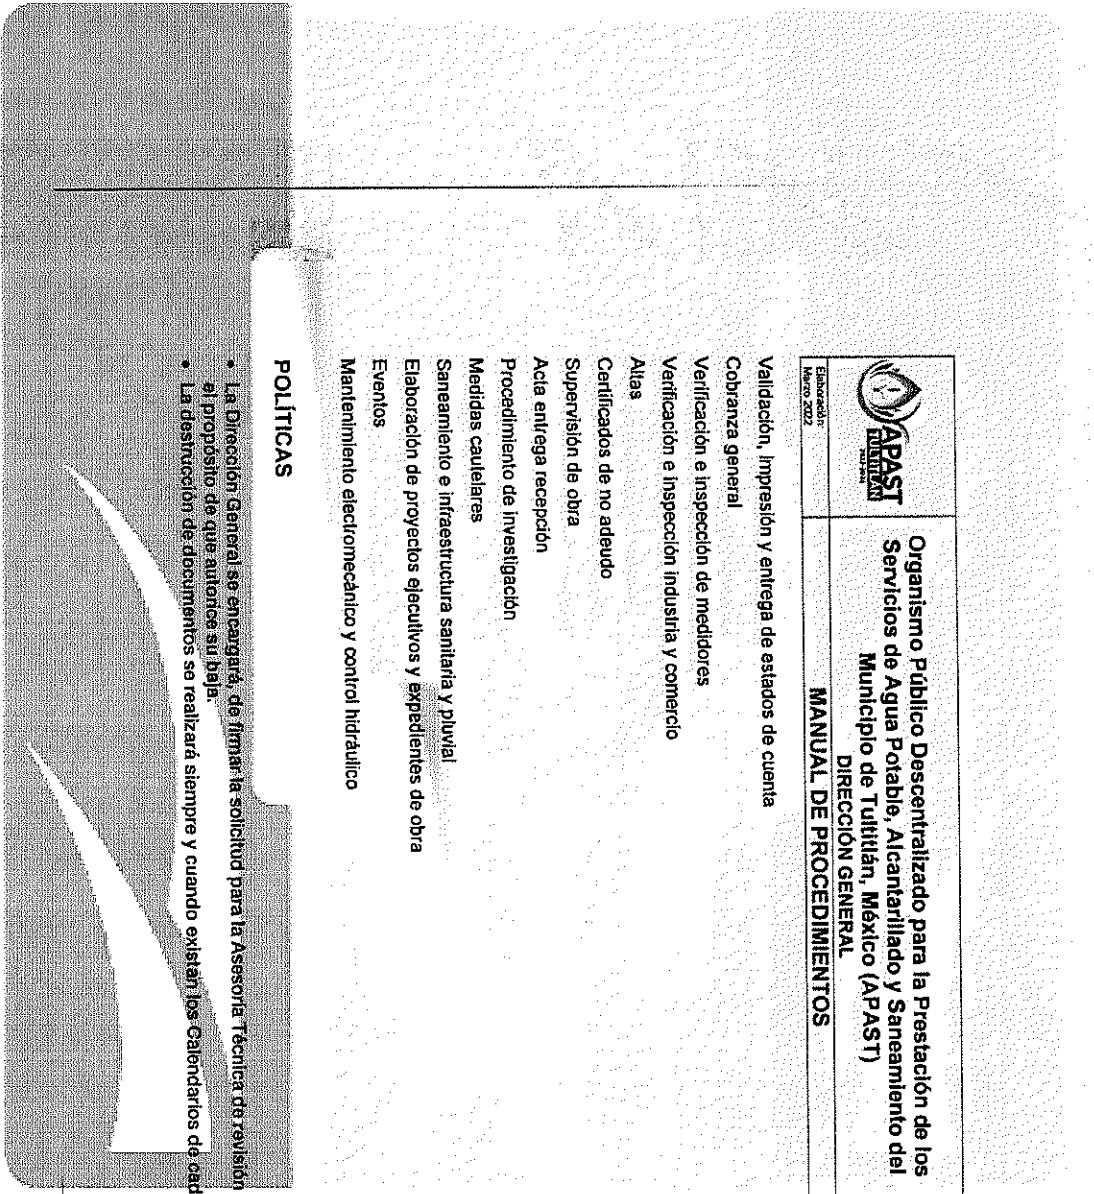 APAST
TULTITLÁN
2022-2024
Organismo Público Descentralizado para la Prestación de los
Servicios de Agua Potable, Alcantarillado y Saneamiento del
Municipio de Tultitlán, México (APAST)
DIRECCIÓN GENERAL
Elaboración:
Marzo 2022
MANUAL DE PROCEDIMIENTOS
Validación, impresión y entrega de estados de cuenta
Cobranza general
Verificación e inspección de medidores
Verificación e inspección industria y comercio
Altas
Certificados de no adeudo
Supervisión de obra
Acta entrega recepción
Procedimiento de investigación
Medidas cautelares
Saneamiento e infraestructura sanitaria y pluvial
Elaboración de proyectos ejecutivos y expedientes de obra
Eventos
Mantenimiento electromecánico y control hidráulico
POLÍTICAS
• La Dirección General se encargará, de firmar la solicitud para la Asesoría Técnica de revisión
el propósito de que autorice su baja.
• La destrucción de documentos se realizará siempre y cuando existan los Calendarios de cad